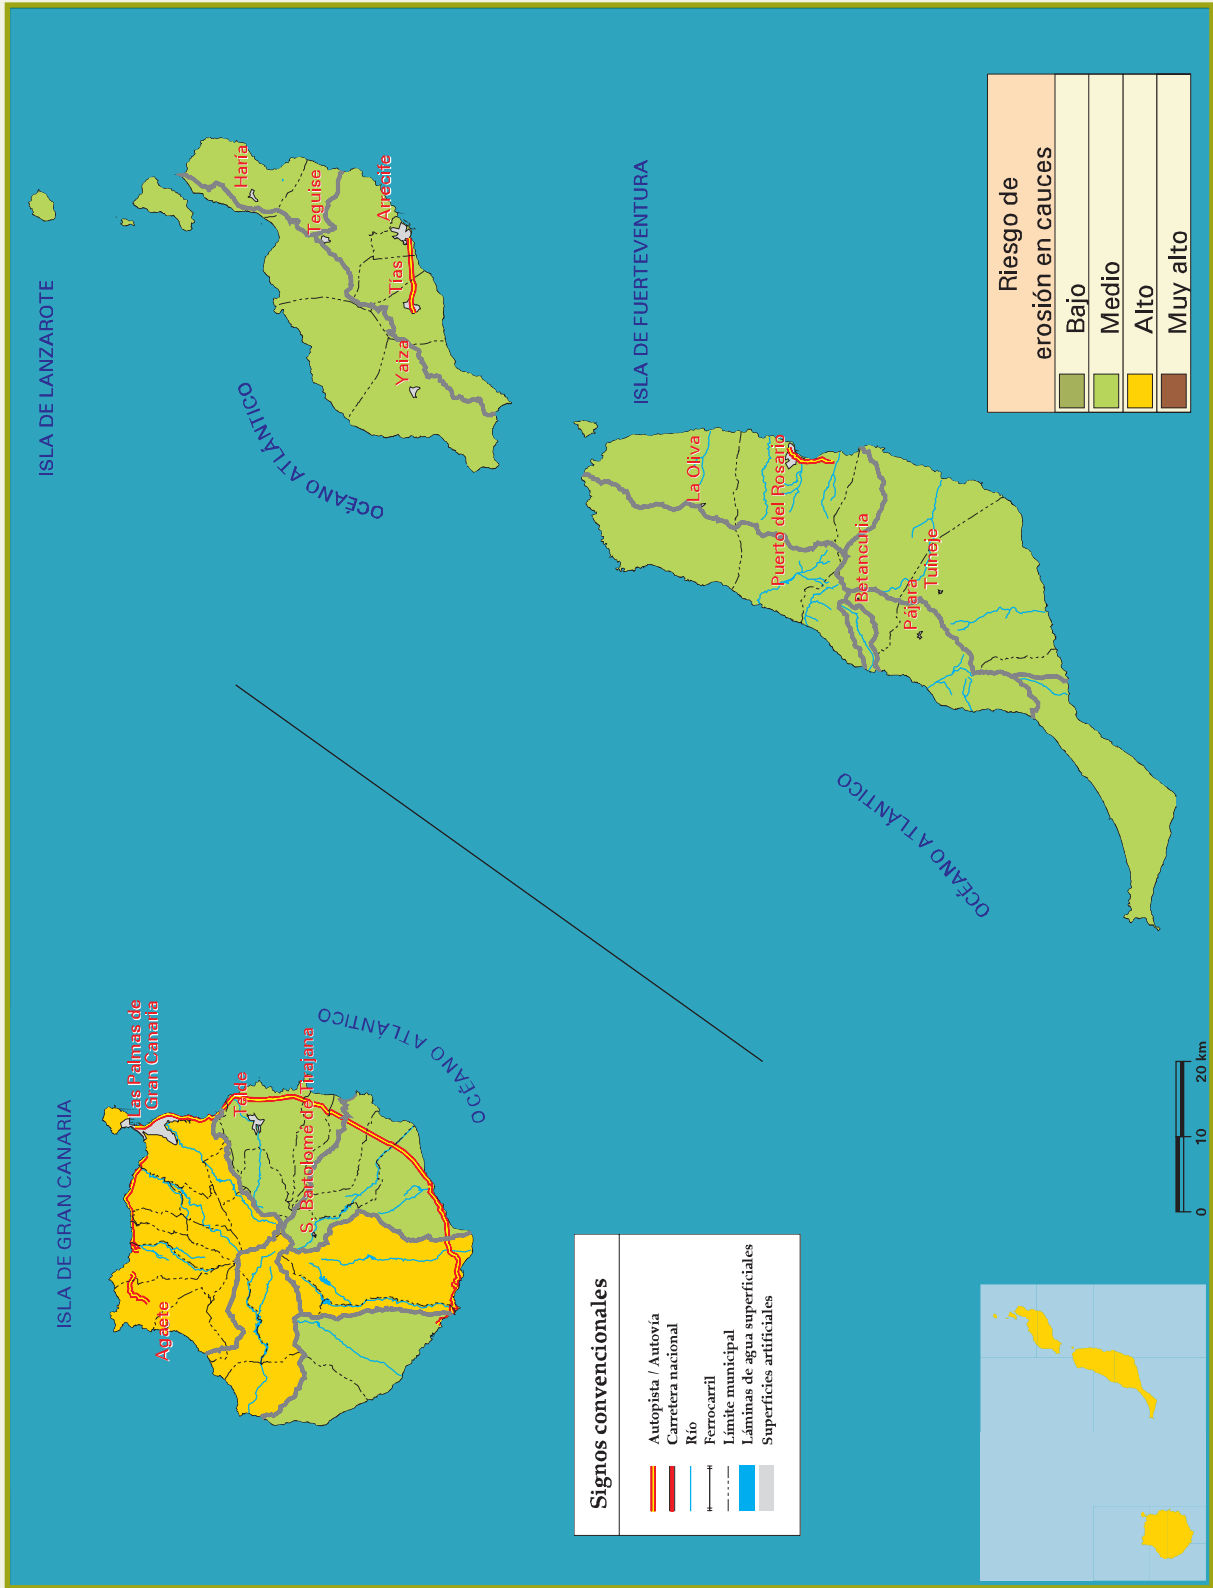 ISLA DE GRAN CANARIA
Las Palmas de
Gran Canaria
Agaete
Telde
S. Bartolomé de Tirajana
OCÉANO ATLÁNTICO
ISLA DE LANZAROTE
Haría
Teguise
Arrecife
Tías
Yaiza
OCÉANO ATLÁNTICO
ISLA DE FUERTEVENTURA
La Oliva
Puerto del Rosario
Betancuria
Pájara
Tuineje
OCÉANO ATLÁNTICO
Signos convencionales
Autopista / Autovía
Carretera nacional
Río
Ferrocarril
Límite municipal
Láminas de agua superficiales
Superficies artificiales
0 10 20 km
Riesgo de
erosión en cauces
Bajo
Medio
Alto
Muy alto